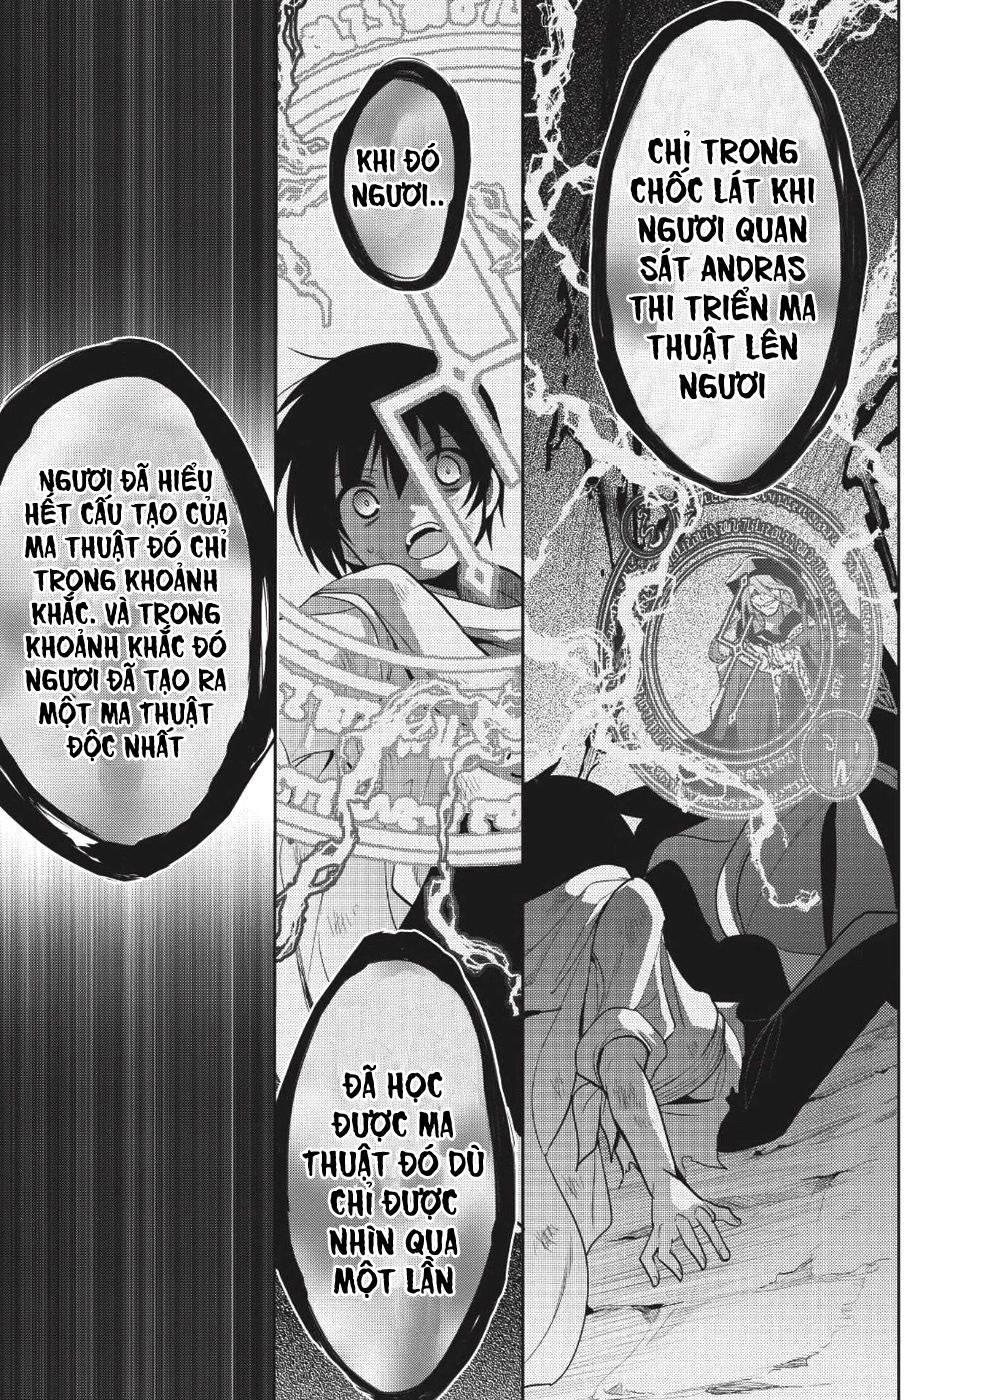 CHỈ TRONG
CHỐC LÁT KHI
NGƯƠI QUAN
SÁT ANDRAS
THI TRIỂN MA
THUẬT LÊN
NGƯƠI
KHI ĐÓ
NGƯƠI..
ĐÃ HỌC
ĐƯỢC MA
THUẬT ĐÓ DÙ
CHỈ ĐƯỢC
NHÌN QUA
MỘT LẦN
NGƯƠI ĐÃ HIỂU
HẾT CẤU TẠO CỦA
MA THUẬT ĐÓ CHỈ
TRONG KHOẢNH
KHẮC. VÀ TRONG
KHOẢNH KHẮC ĐÓ
NGƯƠI ĐÃ TẠO RA
MỘT MA THUẬT
ĐỘC NHẤT